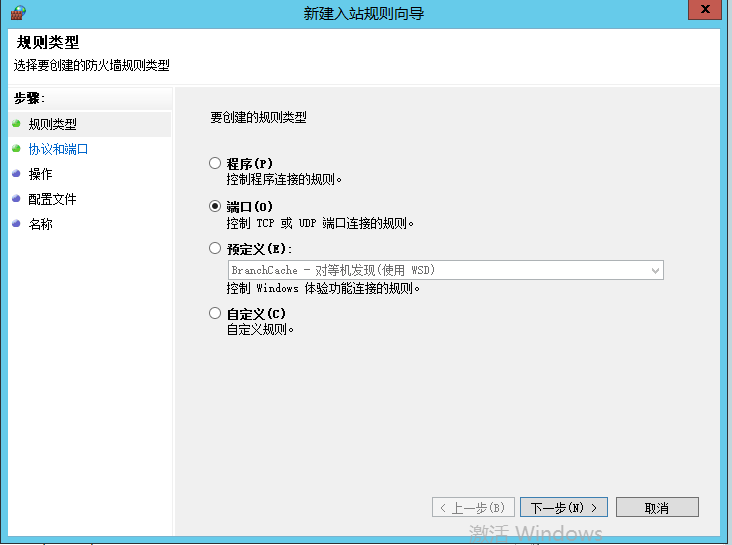 新建入站规则向导
x
规则类型
选择要创建的防火墙规则类型
步骤:
规则类型
协议和端口
操作
配置文件
名称
要创建的规则类型
程序(P)
控制程序连接的规则。
端口(O)
控制 TCP 或 UDP 端口连接的规则。
预定义(E):
BranchCache - 对等机发现(使用 WSD)
控制 Windows 体验功能连接的规则。
自定义(C)
自定义规则。
< 上一步(B)
下一步(N) >
取消
激活 Windows